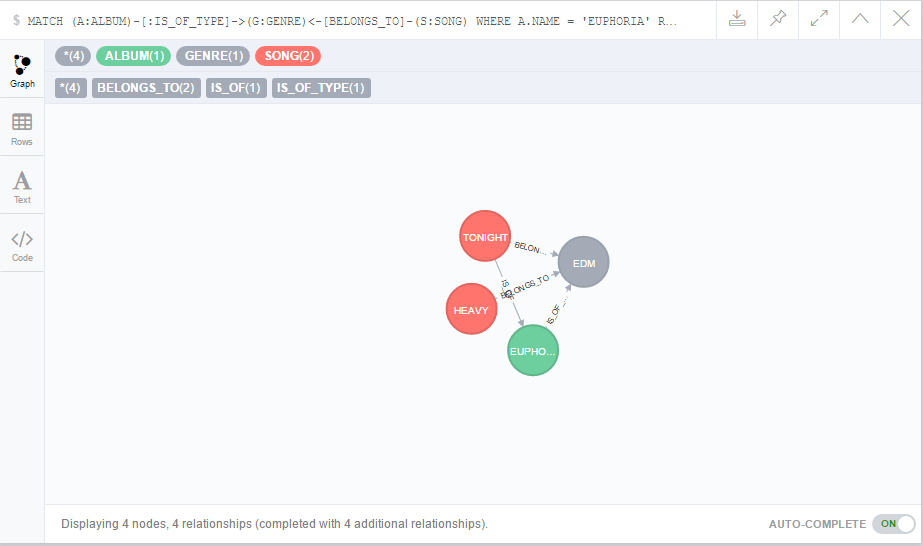 $ MATCH (A:ALBUM)-[:IS_OF_TYPE]->(G:GENRE)<-[BELONGS_TO]-(S:SONG) WHERE A.NAME = 'EUPHORIA' R…
*(4) ALBUM(1) GENRE(1) SONG(2)
*(4) BELONGS_TO(2) IS_OF(1) IS_OF_TYPE(1)
Graph
Rows
Text
Code
TONIGHT
BELON…
EDM
BELONGS_TO
HEAVY
IS_OF
IS_OF_…
EUPHO…
Displaying 4 nodes, 4 relationships (completed with 4 additional relationships).
AUTO-COMPLETE ON